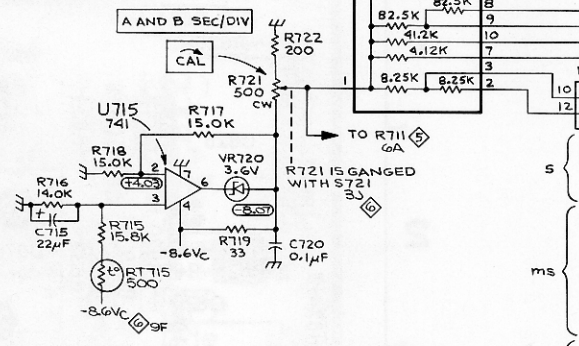 A AND B SEC/DIV
CAL
R722
200
R721
500
CW
U715
741
R717
15.0K
R718
15.0K
2
7
+4.03
VR720
3.6V
6
-8.07
R716
14.0K
3
4
+
C715
22µF
R715
15.8K
R719
33
-8.6VC
C720
0.1µF
t°
RT715
500
-8.6VC 6 9F
82.5K
8
82.5K
9
41.2K
10
4.12K
7
3
1
8.25K
8.25K
2
10
12
TO R711 5
6A
R721 IS GANGED
WITH S721
3J
6
S
ms